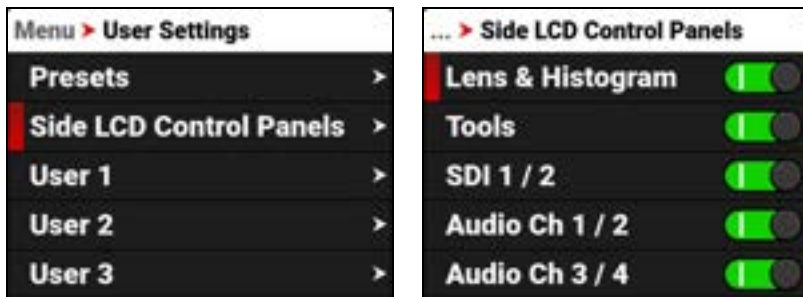 Menu > User Settings
Presets >
Side LCD Control Panels >
User 1 >
User 2 >
User 3 >
... > Side LCD Control Panels
Lens & Histogram
Tools
SDI 1 / 2
Audio Ch 1 / 2
Audio Ch 3 / 4